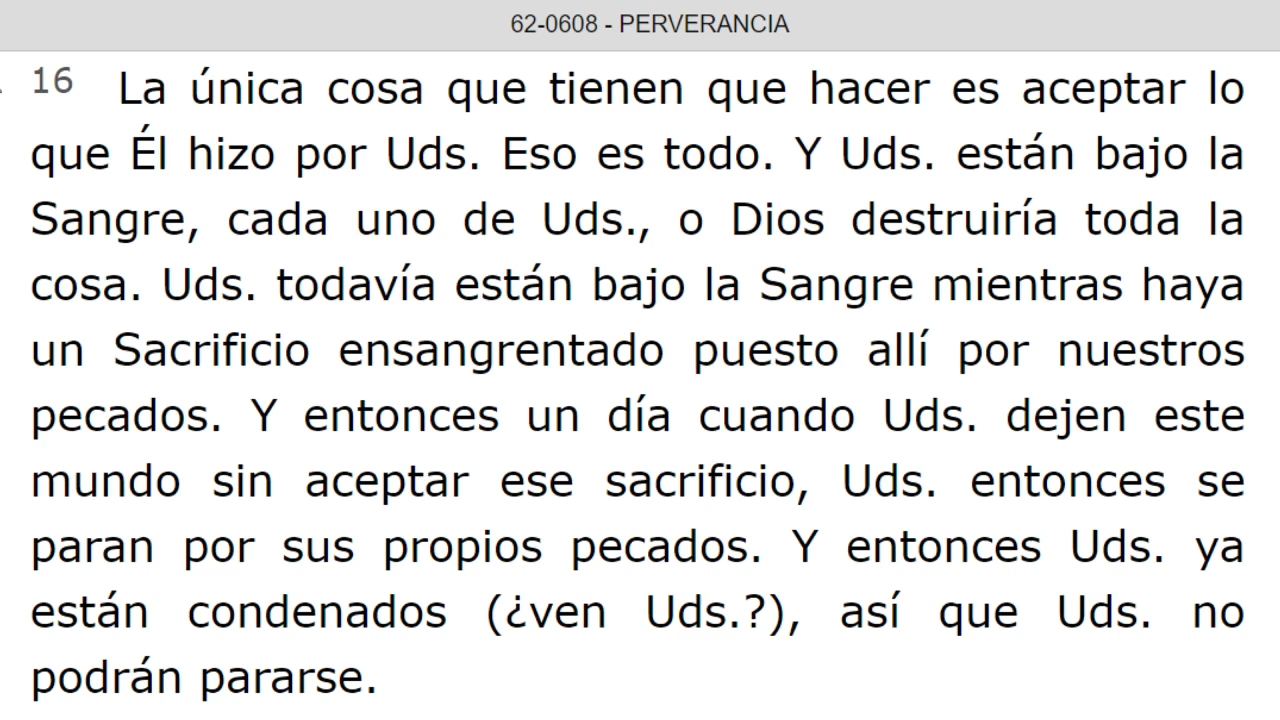 62-0608 - PERVERANCIA
16 La única cosa que tienen que hacer es aceptar lo
que Él hizo por Uds. Eso es todo. Y Uds. están bajo la
Sangre, cada uno de Uds., o Dios destruiría toda la
cosa. Uds. todavía están bajo la Sangre mientras haya
un Sacrificio ensangrentado puesto allí por nuestros
pecados. Y entonces un día cuando Uds. dejen este
mundo sin aceptar ese sacrificio, Uds. entonces se
paran por sus propios pecados. Y entonces Uds. ya
están condenados (¿ven Uds.?), así que Uds. no
podrán pararse.